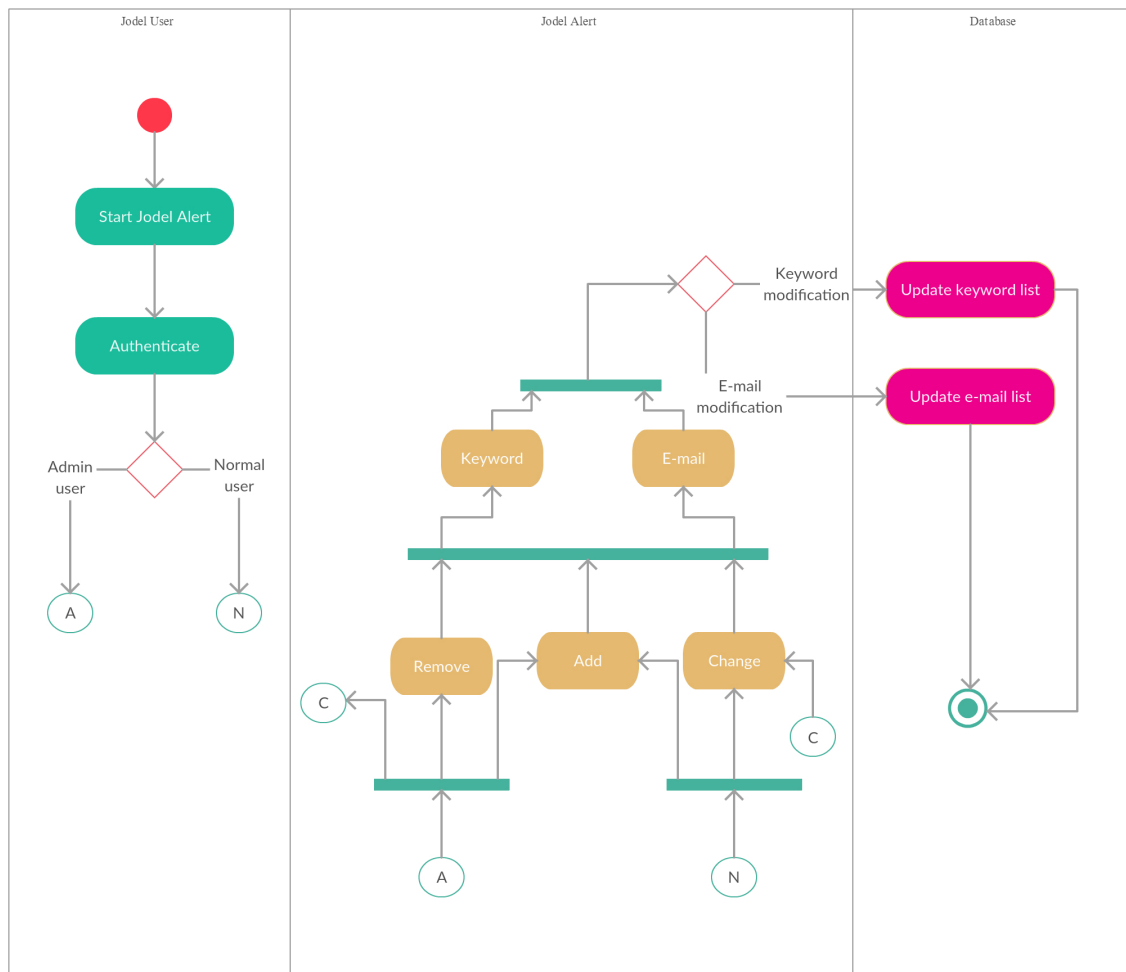 Jodel User
Jodel Alert
Database
Start Jodel Alert
Authenticate
Admin
user
Normal
user
A
N
Keyword
modification
E-mail
modification
Update keyword list
Update e-mail list
Keyword
E-mail
Remove
Add
Change
C
C
A
N